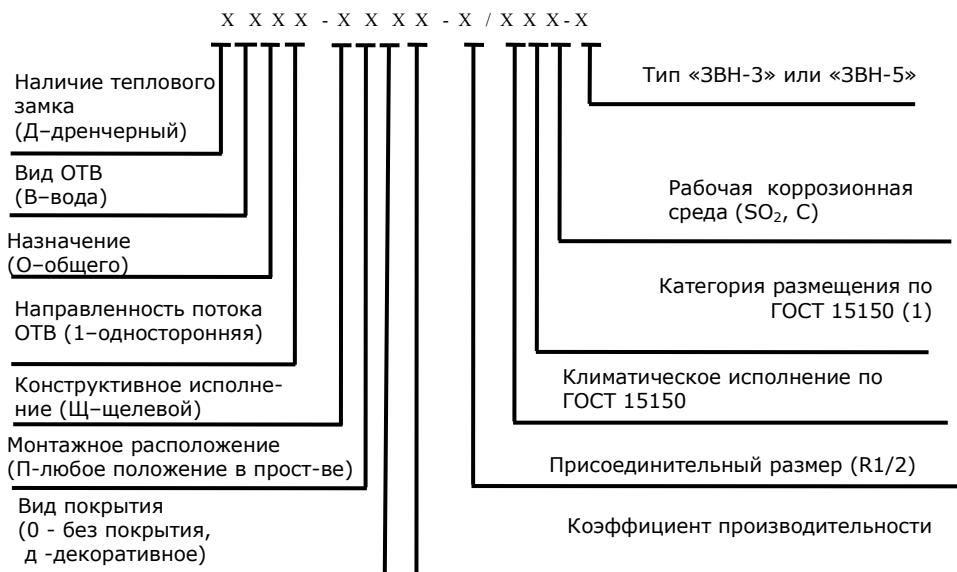 X X X X - X X X X - X / X X X - X
Наличие теплового
замка
(Д–дренчерный)
Вид ОТВ
(В–вода)
Назначение
(О–общего)
Направленность потока
ОТВ (1–односторонняя)
Конструктивное исполне-
ние (Щ–щелевой)
Монтажное расположение
(П-любое положение в прост-ве)
Вид покрытия
(0 - без покрытия,
д -декоративное)
Тип «ЗВН-3» или «ЗВН-5»
Рабочая коррозионная
среда (SO₂, С)
Категория размещения по
ГОСТ 15150 (1)
Климатическое исполнение по
ГОСТ 15150
Присоединительный размер (R1/2)
Коэффициент производительности